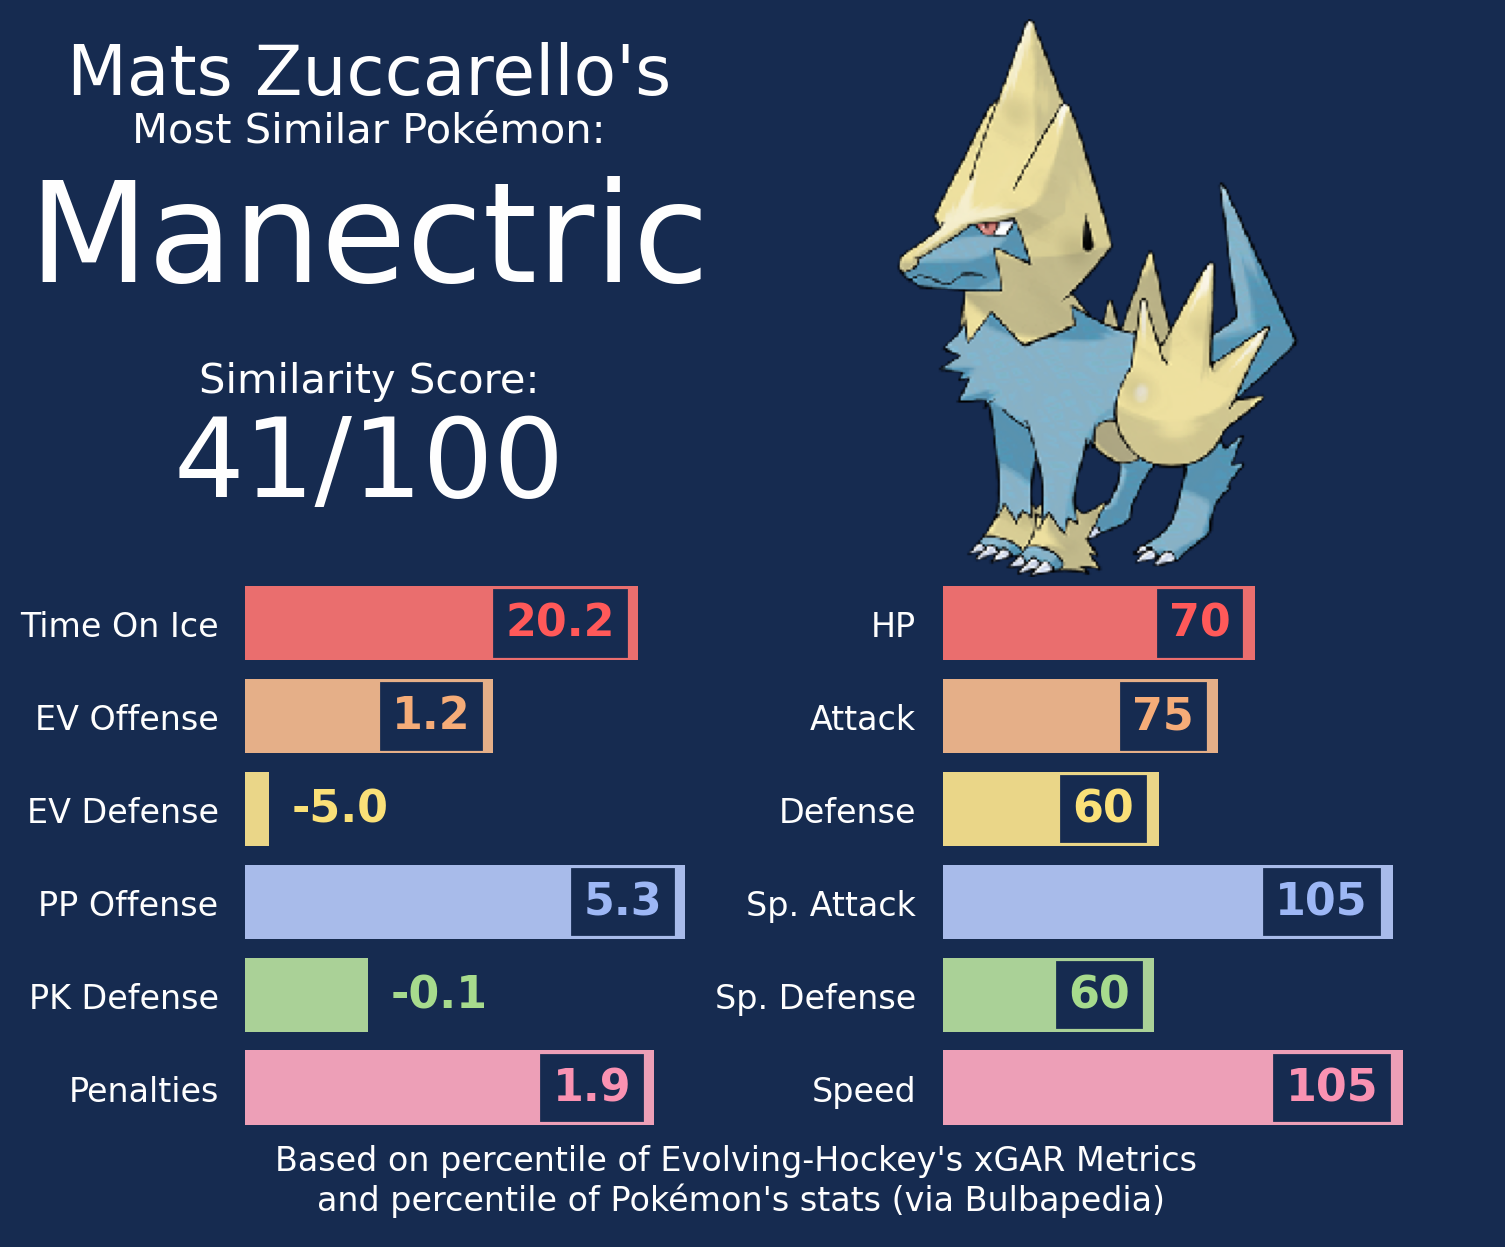 Mats Zuccarello's
Most Similar Pokémon:
Manectric
Similarity Score:
41/100
Time On Ice 20.2
EV Offense 1.2
EV Defense -5.0
PP Offense 5.3
PK Defense -0.1
Penalties 1.9
HP 70
Attack 75
Defense 60
Sp. Attack 105
Sp. Defense 60
Speed 105
Based on percentile of Evolving-Hockey's xGAR Metrics
and percentile of Pokémon's stats (via Bulbapedia)